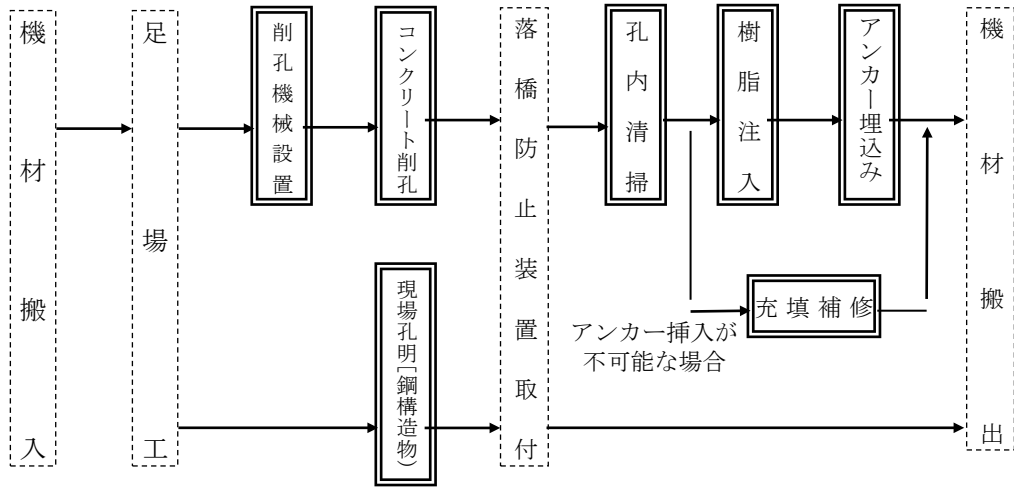 機材搬入
足場工
削孔機械設置
コンクリート削孔
落橋防止装置取付
孔内清掃
樹脂注入
アンカー埋込み
機材搬出
現場孔明[鋼構造物)
充填補修
アンカー挿入が
不可能な場合